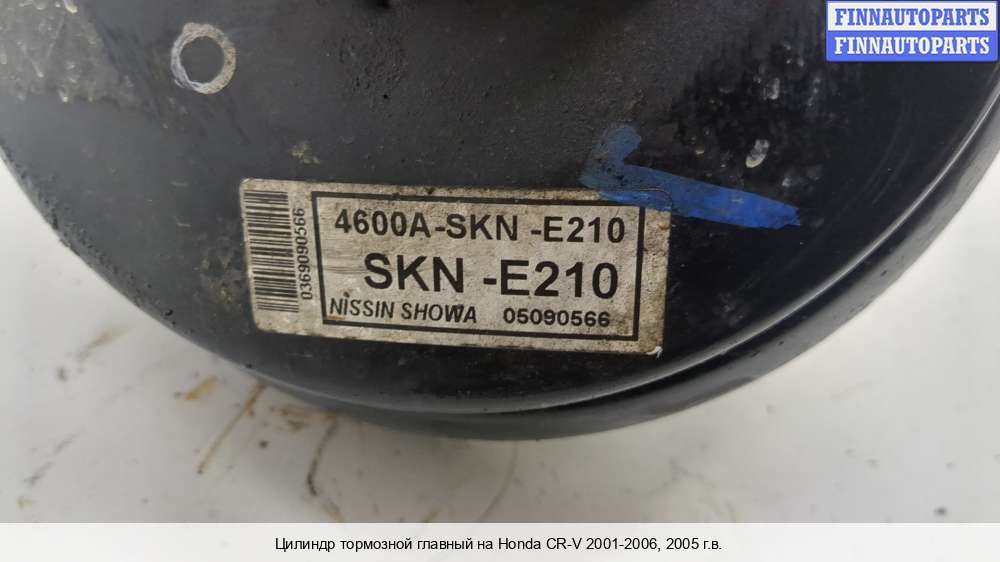 FINNAUTOPARTS
FINNAUTOPARTS
4600A-SKN -E210
SKN -E210
NISSIN SHOWA 05090566
0369090566
Цилиндр тормозной главный на Honda CR-V 2001-2006, 2005 г.в.